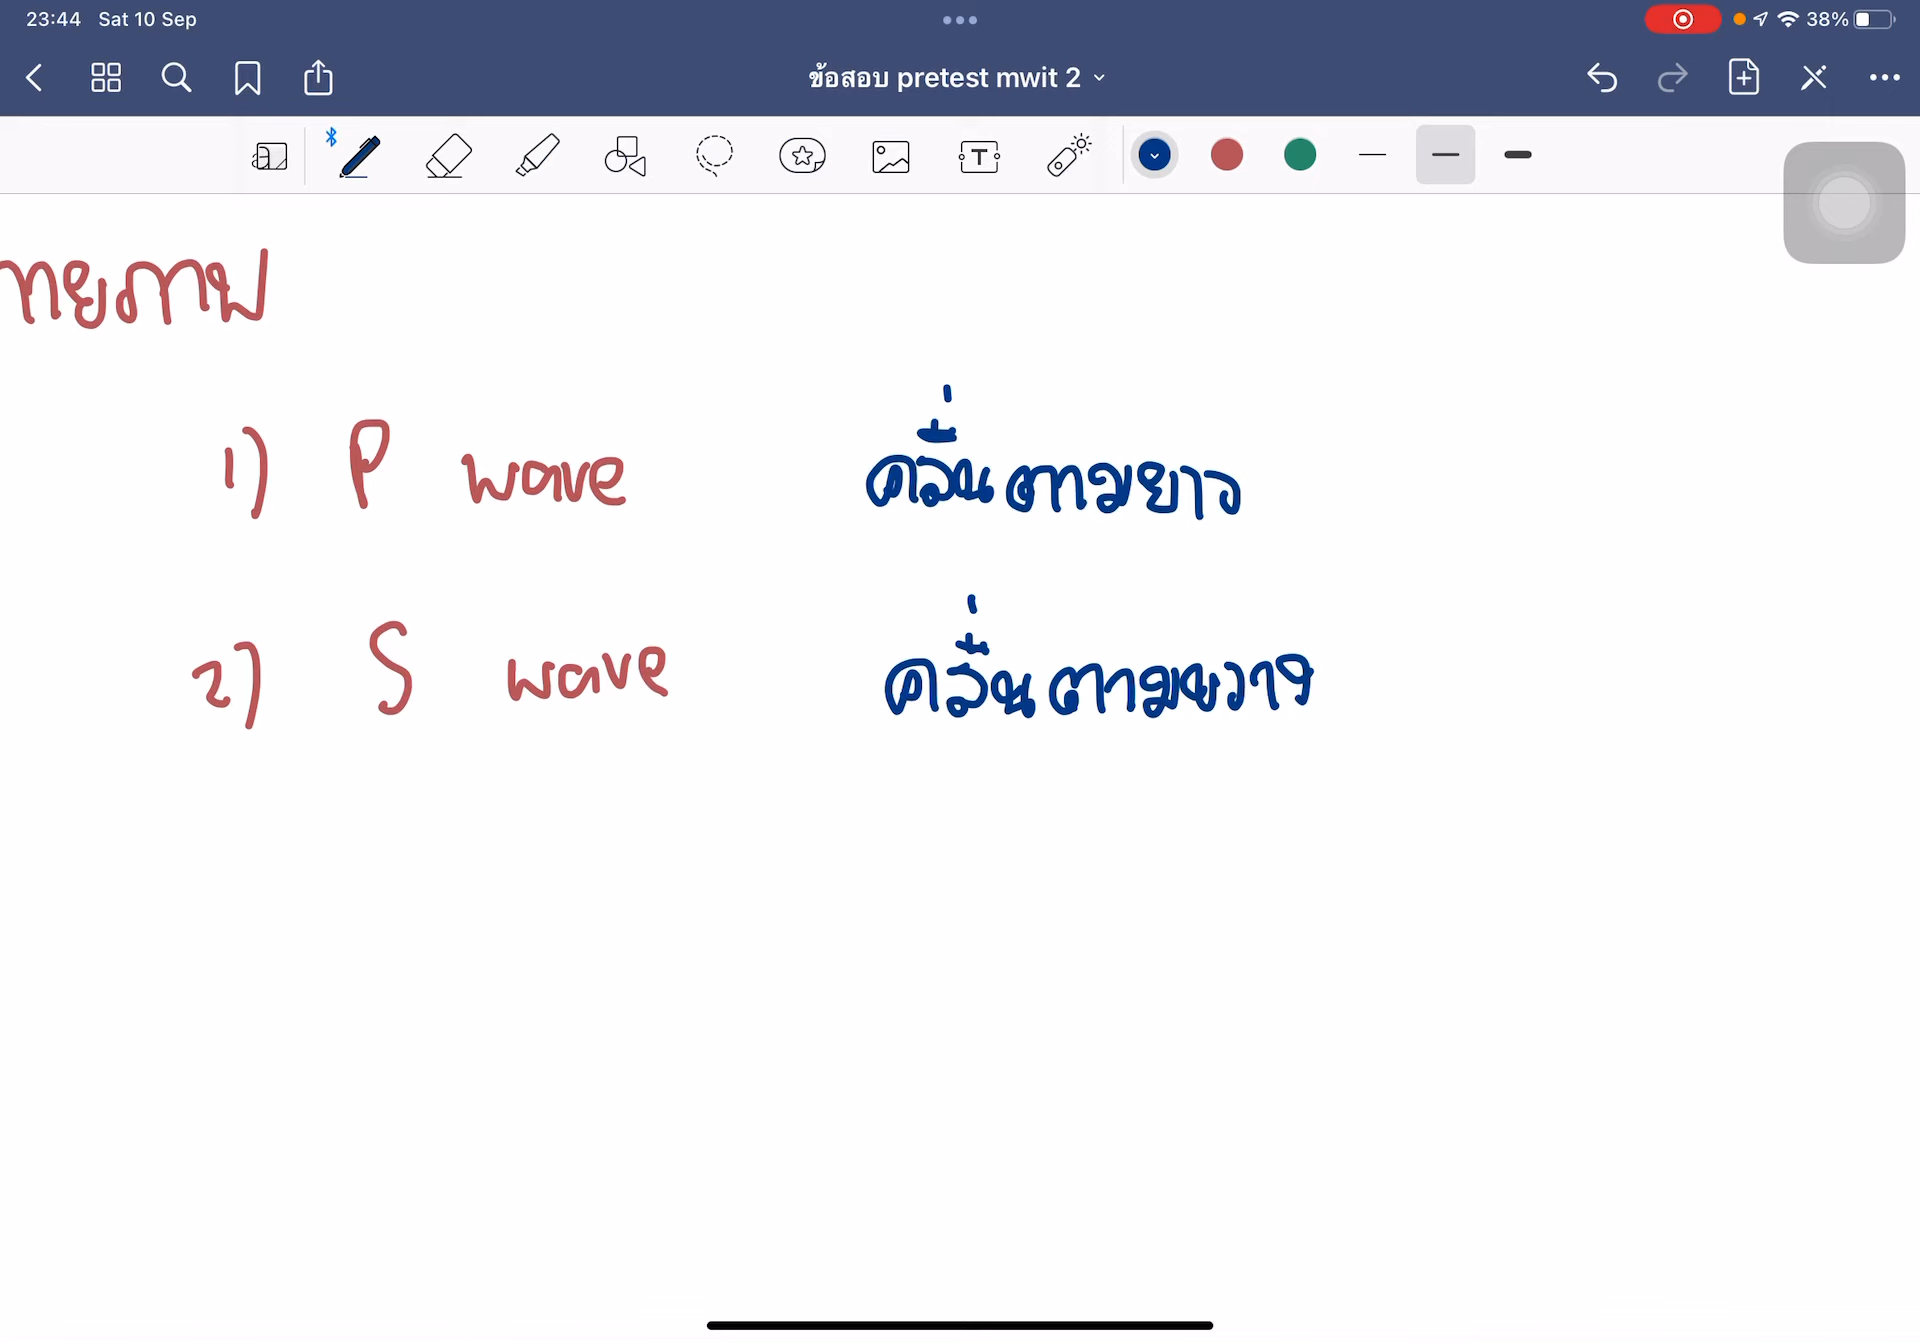 23:44 Sat 10 Sep 38%
ข้อสอบ pretest mwit 2
กายภาพ
1) P wave คลื่นตามยาว
2) S wave คลื่นตามขวาง